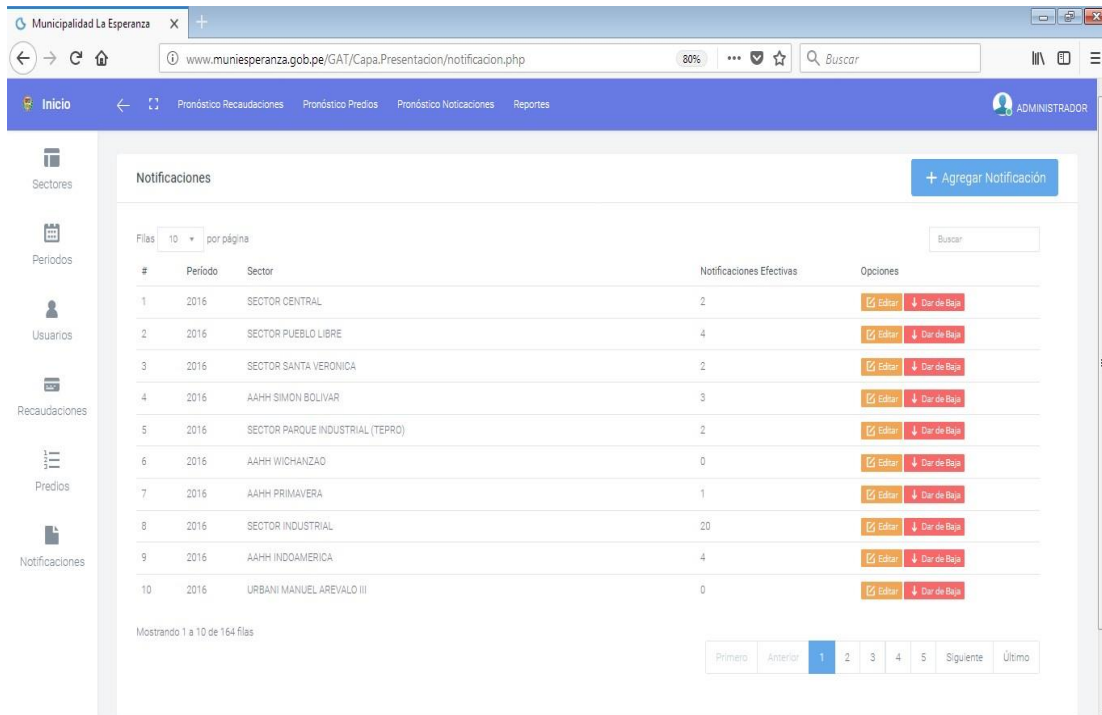 Municipalidad La Esperanza
www.muniesperanza.gob.pe/GAT/Capa.Presentacion/notificacion.php 80% Buscar
Inicio Pronóstico Recaudaciones Pronóstico Predios Pronóstico Noticaciones Reportes ADMINISTRADOR
Sectores
Periodos
Usuarios
Recaudaciones
Predios
Notificaciones
Notificaciones + Agregar Notificación
Filas 10 por página Buscar
# Período Sector Notificaciones Efectivas Opciones
1 2016 SECTOR CENTRAL 2 Editar Dar de Baja
2 2016 SECTOR PUEBLO LIBRE 4 Editar Dar de Baja
3 2016 SECTOR SANTA VERONICA 2 Editar Dar de Baja
4 2016 AAHH SIMON BOLIVAR 3 Editar Dar de Baja
5 2016 SECTOR PARQUE INDUSTRIAL (TEPRO) 2 Editar Dar de Baja
6 2016 AAHH WICHANZAO 0 Editar Dar de Baja
7 2016 AAHH PRIMAVERA 1 Editar Dar de Baja
8 2016 SECTOR INDUSTRIAL 20 Editar Dar de Baja
9 2016 AAHH INDOAMERICA 4 Editar Dar de Baja
10 2016 URBANI MANUEL AREVALO III 0 Editar Dar de Baja
Mostrando 1 a 10 de 164 filas
Primero Anterior 1 2 3 4 5 Siguiente Último